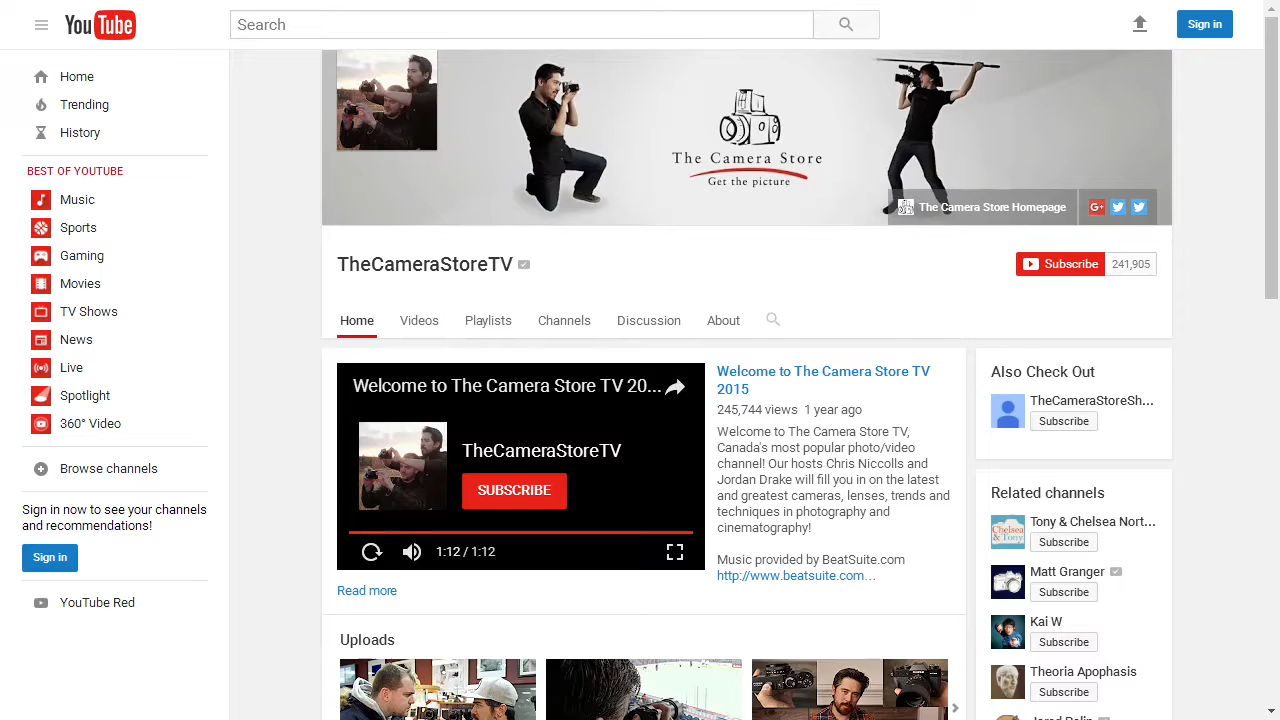 YouTube
Search
Sign in
Home
Trending
History
BEST OF YOUTUBE
Music
Sports
Gaming
Movies
TV Shows
News
Live
Spotlight
360° Video
Browse channels
Sign in now to see your channels
and recommendations!
Sign in
YouTube Red
The Camera Store
Get the picture
The Camera Store Homepage
TheCameraStoreTV
Subscribe 241,905
Home Videos Playlists Channels Discussion About
Welcome to The Camera Store TV 20...
TheCameraStoreTV
SUBSCRIBE
1:12 / 1:12
Read more
Welcome to The Camera Store TV
2015
245,744 views 1 year ago
Welcome to The Camera Store TV,
Canada's most popular photo/video
channel! Our hosts Chris Niccolls and
Jordan Drake will fill you in on the latest
and greatest cameras, lenses, trends and
techniques in photography and
cinematography!
Music provided by BeatSuite.com
http://www.beatsuite.com…
Uploads
Also Check Out
TheCameraStoreSh...
Subscribe
Related channels
Chelsea
& Tony
Tony & Chelsea Nort...
Subscribe
Matt Granger
Subscribe
Kai W
Subscribe
Theoria Apophasis
Subscribe
Jared Polin